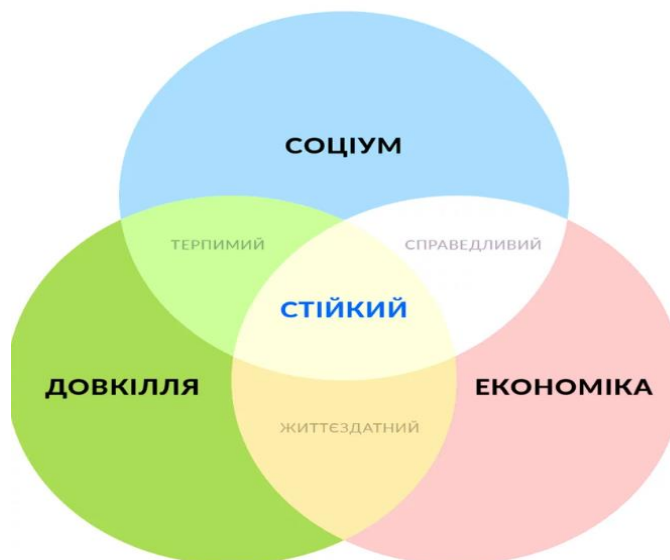 СОЦІУМ
ТЕРПИМИЙ
СПРАВЕДЛИВИЙ
СТІЙКИЙ
ДОВКІЛЛЯ
ЕКОНОМІКА
ЖИТТЄЗДАТНИЙ